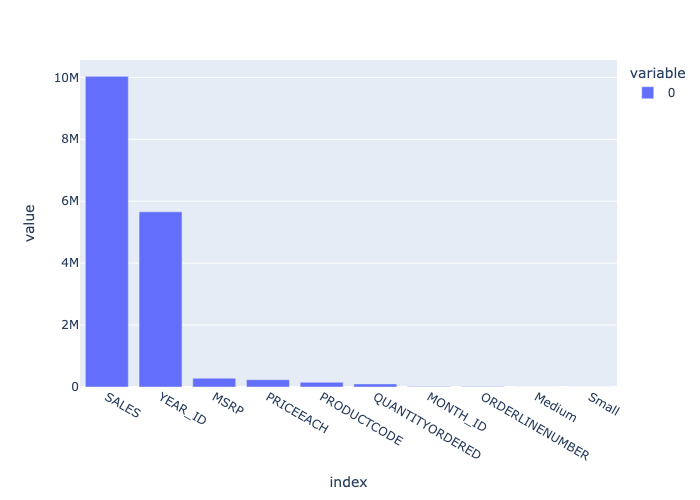 variable
0
10M
8M
6M
4M
2M
0
value
SALES
YEAR_ID
MSRP
PRICEEACH
PRODUCTCODE
QUANTITYORDERED
MONTH_ID
ORDERLINENUMBER
Medium
Small
index